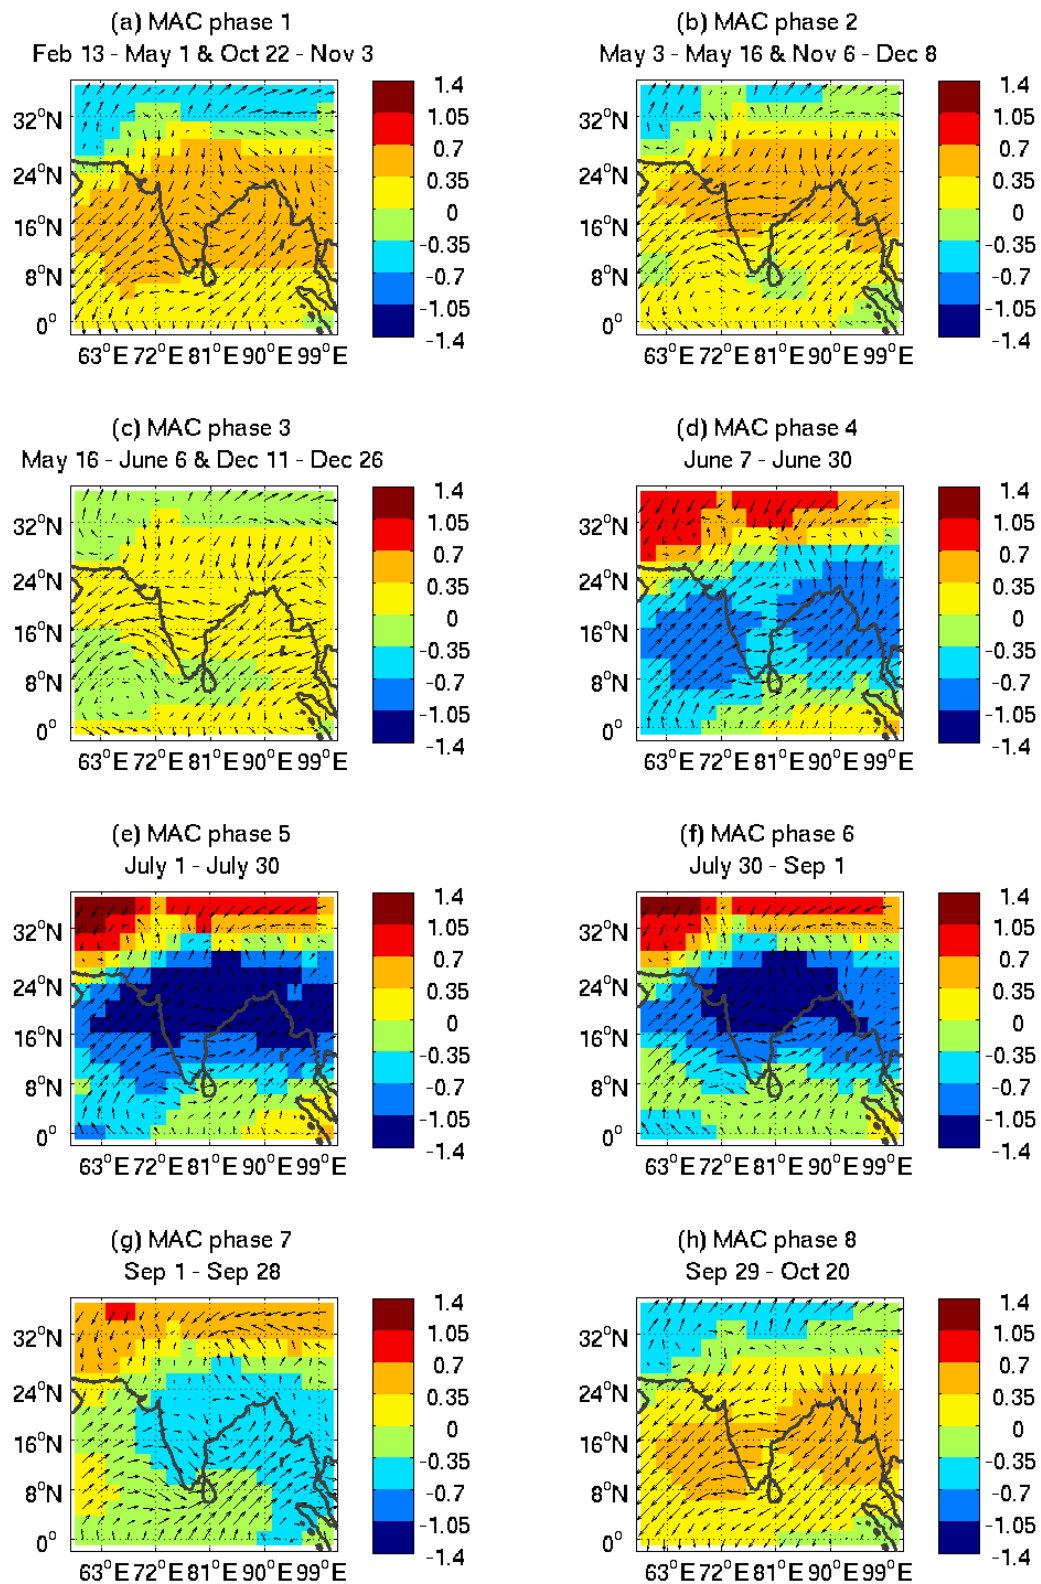 (a) MAC phase 1
Feb 13 - May 1 & Oct 22 - Nov 3
1.4
1.05
0.7
0.35
0
-0.35
-0.7
-1.05
-1.4
32°N
24°N
16°N
8°N
0°
63°E 72°E 81°E 90°E 99°E
(b) MAC phase 2
May 3 - May 16 & Nov 6 - Dec 8
1.4
1.05
0.7
0.35
0
-0.35
-0.7
-1.05
-1.4
32°N
24°N
16°N
8°N
0°
63°E 72°E 81°E 90°E 99°E
(c) MAC phase 3
May 16 - June 6 & Dec 11 - Dec 26
1.4
1.05
0.7
0.35
0
-0.35
-0.7
-1.05
-1.4
32°N
24°N
16°N
8°N
0°
63°E 72°E 81°E 90°E 99°E
(d) MAC phase 4
June 7 - June 30
1.4
1.05
0.7
0.35
0
-0.35
-0.7
-1.05
-1.4
32°N
24°N
16°N
8°N
0°
63°E 72°E 81°E 90°E 99°E
(e) MAC phase 5
July 1 - July 30
1.4
1.05
0.7
0.35
0
-0.35
-0.7
-1.05
-1.4
32°N
24°N
16°N
8°N
0°
63°E 72°E 81°E 90°E 99°E
(f) MAC phase 6
July 30 - Sep 1
1.4
1.05
0.7
0.35
0
-0.35
-0.7
-1.05
-1.4
32°N
24°N
16°N
8°N
0°
63°E 72°E 81°E 90°E 99°E
(g) MAC phase 7
Sep 1 - Sep 28
1.4
1.05
0.7
0.35
0
-0.35
-0.7
-1.05
-1.4
32°N
24°N
16°N
8°N
0°
63°E 72°E 81°E 90°E 99°E
(h) MAC phase 8
Sep 29 - Oct 20
1.4
1.05
0.7
0.35
0
-0.35
-0.7
-1.05
-1.4
32°N
24°N
16°N
8°N
0°
63°E 72°E 81°E 90°E 99°E